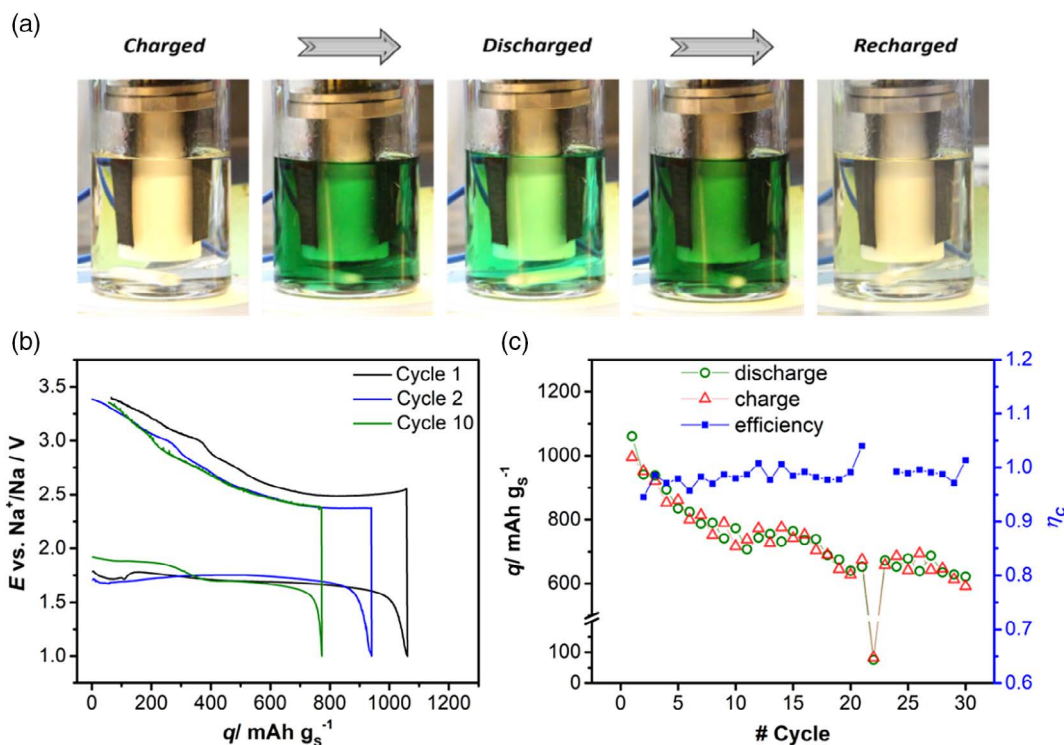 (a)
Charged
Discharged
Recharged
(b)
E vs. Na⁺/Na / V
3.5
3.0
2.5
2.0
1.5
1.0
Cycle 1
Cycle 2
Cycle 10
0 200 400 600 800 1000 1200
q/ mAh gₛ⁻¹
(c)
q/ mAh gₛ⁻¹
1200
1000
800
600
100
0
discharge
charge
efficiency
1.2
1.1
1.0
0.9
0.8
0.7
0.6
η_C
0 5 10 15 20 25 30
# Cycle